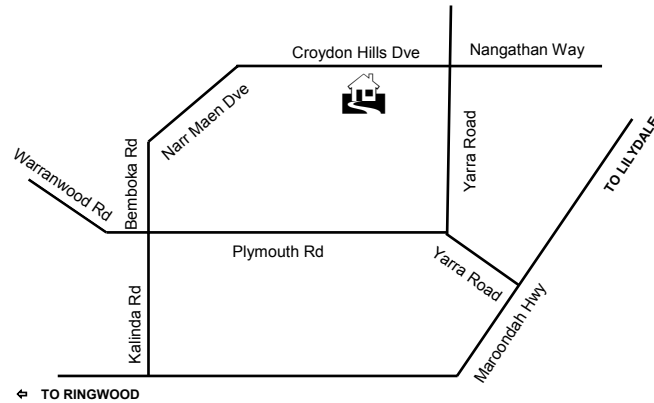 Croydon Hills Dve
Nangathan Way
Narr Maen Dve
Yarra Road
TO LILYDALE
Warranwood Rd
Bemboka Rd
Plymouth Rd
Yarra Road
Kalinda Rd
Maroondah Hwy
⇦ TO RINGWOOD